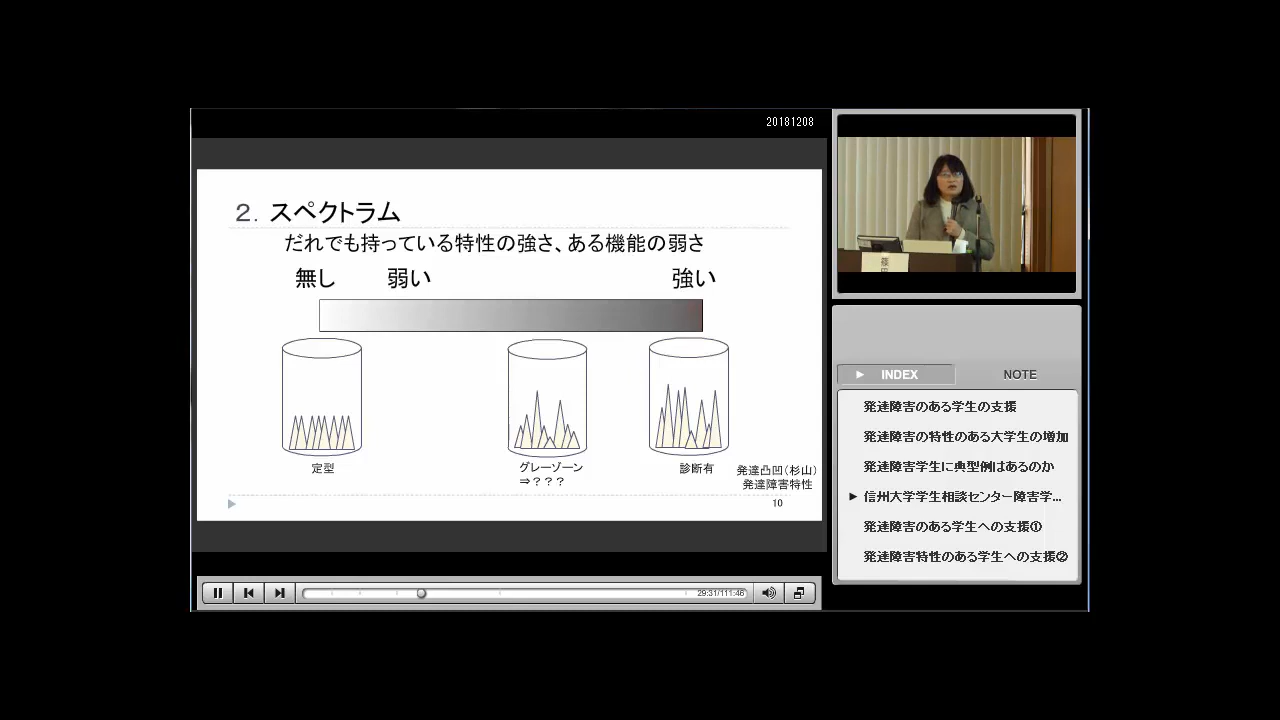 20181208
２．スペクトラム
だれでも持っている特性の強さ、ある機能の弱さ
無し 弱い 強い
定型
グレーゾーン
⇒？？？
診断有
発達凸凹（杉山）
発達障害特性
10
篠田
INDEX NOTE
発達障害のある学生の支援
発達障害の特性のある大学生の増加
発達障害学生に典型例はあるのか
信州大学学生相談センター障害学...
発達障害のある学生への支援①
発達障害特性のある学生への支援②
29:31/111:46